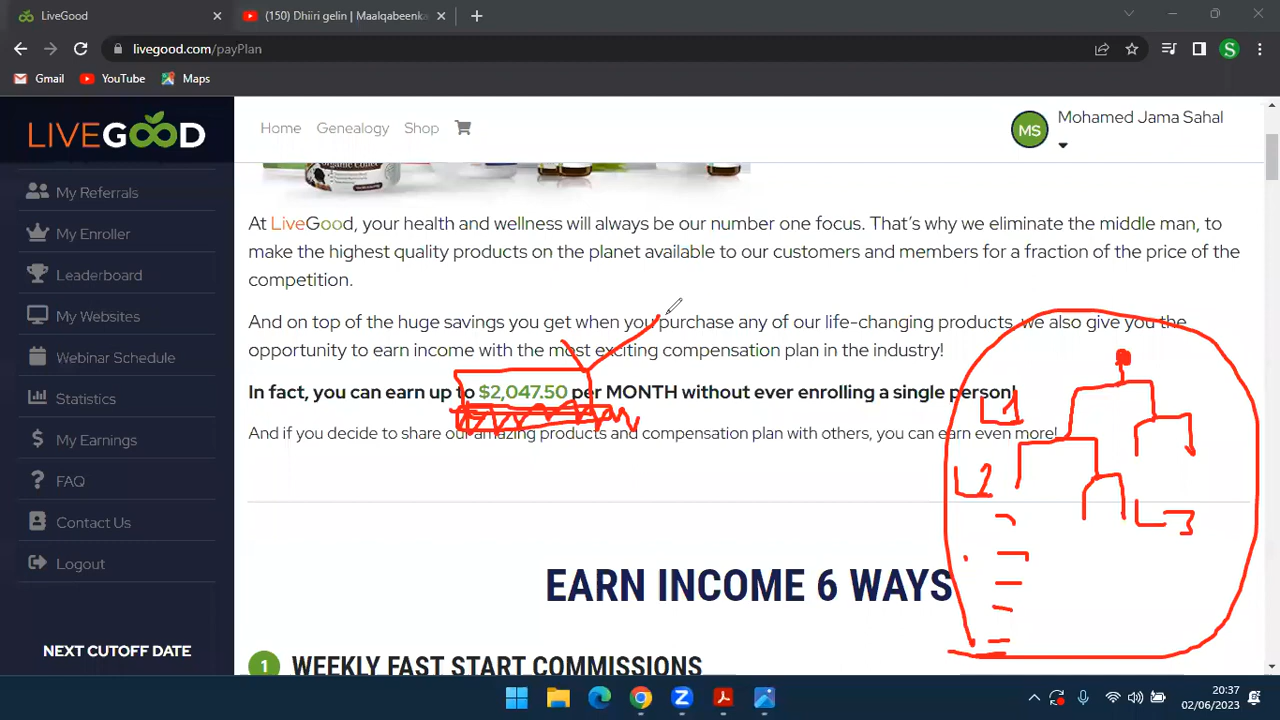 LiveGood
(150) Dhiiri gelin | Maalqabeenka
livegood.com/payPlan
S
Gmail
YouTube
Maps
LIVEGOOD
Home
Genealogy
Shop
MS
Mohamed Jama Sahal
My Referrals
My Enroller
Leaderboard
My Websites
Webinar Schedule
Statistics
My Earnings
FAQ
Contact Us
Logout
NEXT CUTOFF DATE
At LiveGood, your health and wellness will always be our number one focus. That's why we eliminate the middle man, to
make the highest quality products on the planet available to our customers and members for a fraction of the price of the
competition.
And on top of the huge savings you get when you purchase any of our life-changing products, we also give you the
opportunity to earn income with the most exciting compensation plan in the industry!
In fact, you can earn up to $2,047.50 per MONTH without ever enrolling a single person!
And if you decide to share our amazing products and compensation plan with others, you can earn even more!
L1
L2
L3
EARN INCOME 6 WAYS
1 WEEKLY FAST START COMMISSIONS
20:37
02/06/2023